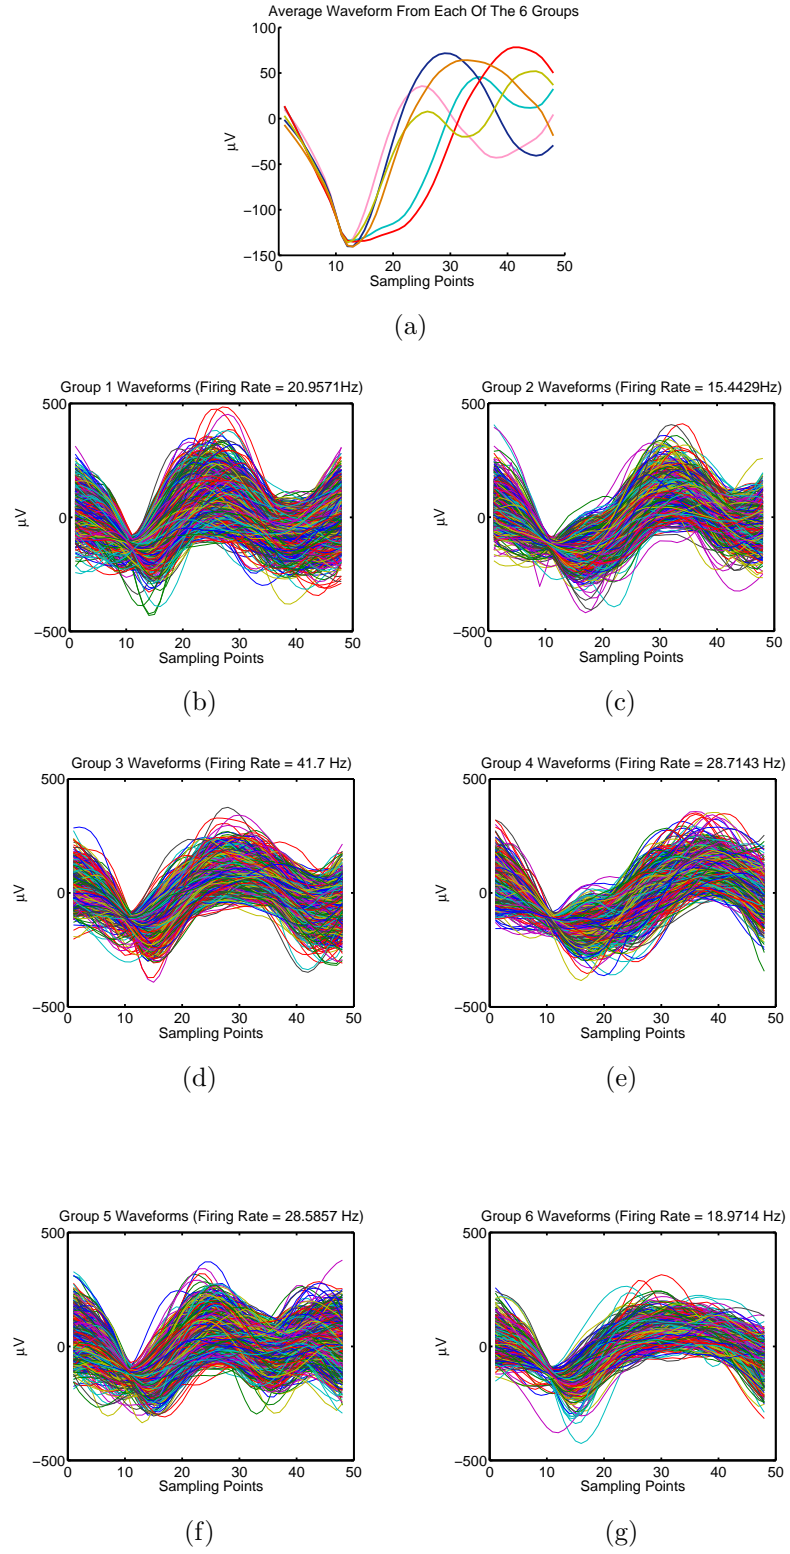 Average Waveform From Each Of The 6 Groups
100
50
0
−50
−100
−150
μV
0 10 20 30 40 50
Sampling Points
(a)
Group 1 Waveforms (Firing Rate = 20.9571Hz)
500
0
−500
μV
0 10 20 30 40 50
Sampling Points
(b)
Group 2 Waveforms (Firing Rate = 15.4429Hz)
500
0
−500
μV
0 10 20 30 40 50
Sampling Points
(c)
Group 3 Waveforms (Firing Rate = 41.7 Hz)
500
0
−500
μV
0 10 20 30 40 50
Sampling Points
(d)
Group 4 Waveforms (Firing Rate = 28.7143 Hz)
500
0
−500
μV
0 10 20 30 40 50
Sampling Points
(e)
Group 5 Waveforms (Firing Rate = 28.5857 Hz)
500
0
−500
μV
0 10 20 30 40 50
Sampling Points
(f)
Group 6 Waveforms (Firing Rate = 18.9714 Hz)
500
0
−500
μV
0 10 20 30 40 50
Sampling Points
(g)